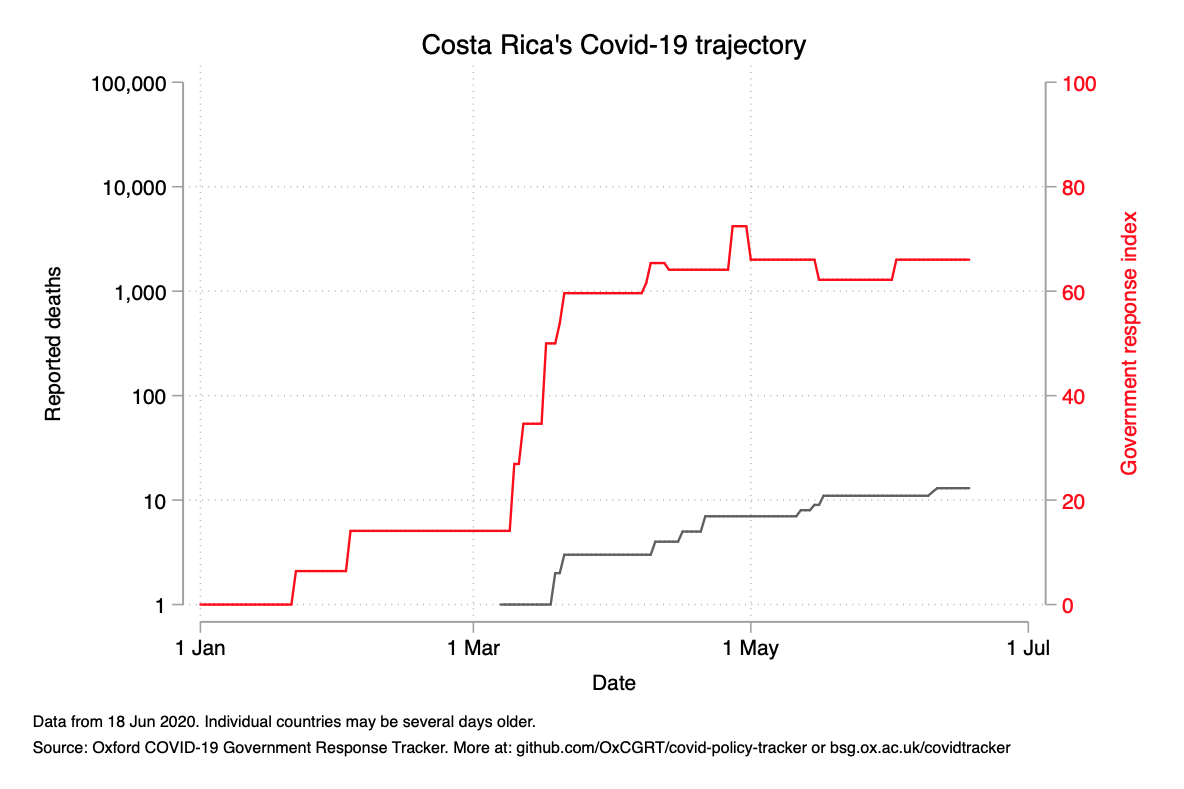 Costa Rica's Covid-19 trajectory
100,000
10,000
1,000
100
10
1
Reported deaths
100
80
60
40
20
0
Government response index
1 Jan
1 Mar
1 May
1 Jul
Date
Data from 18 Jun 2020. Individual countries may be several days older.
Source: Oxford COVID-19 Government Response Tracker. More at: github.com/OxCGRT/covid-policy-tracker or bsg.ox.ac.uk/covidtracker